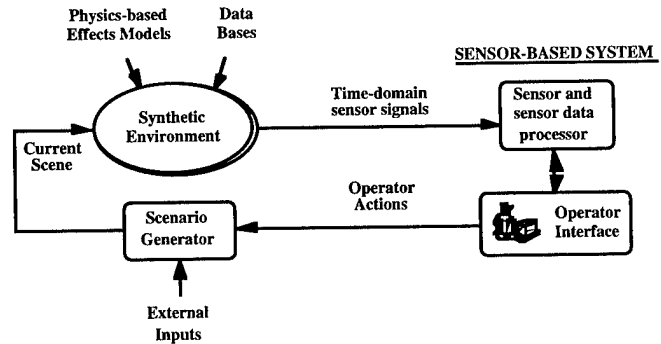 Physics-based
Effects Models
Data
Bases
SENSOR-BASED SYSTEM
Synthetic
Environment
Time-domain
sensor signals
Sensor and
sensor data
processor
Current
Scene
Operator
Actions
Scenario
Generator
Operator
Interface
External
Inputs